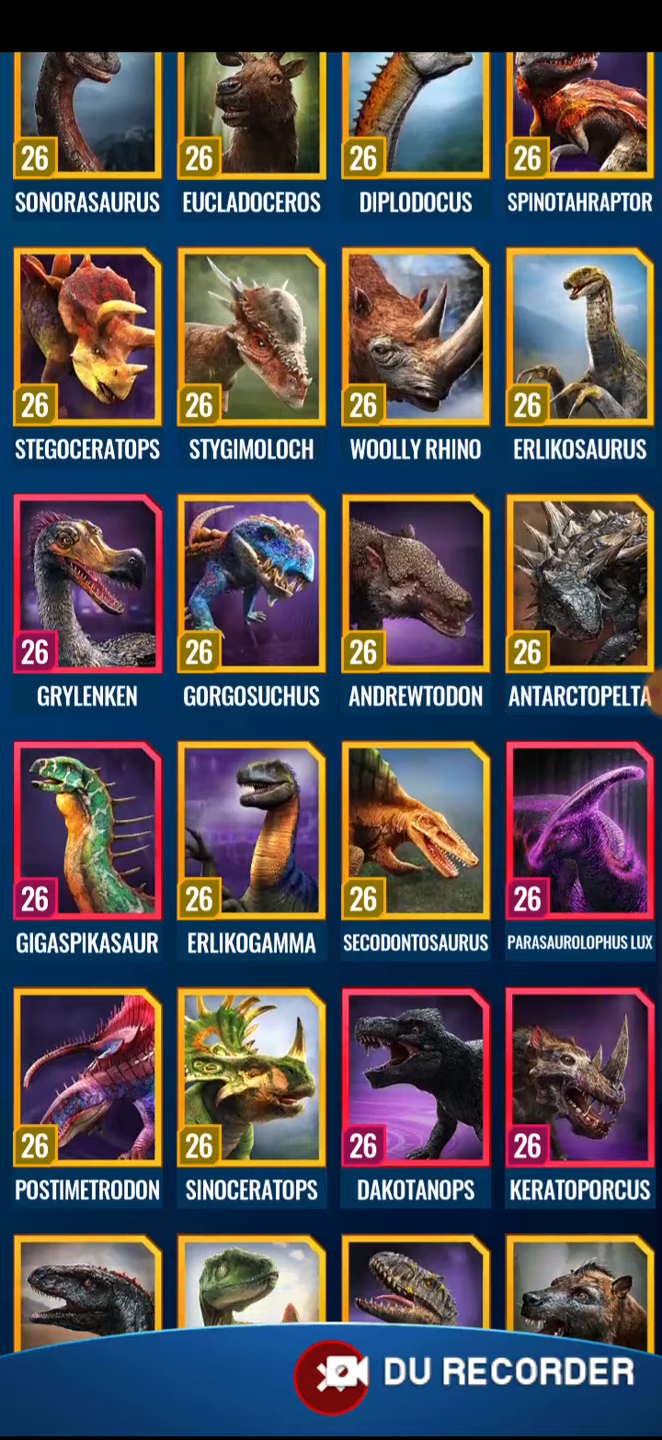 26 26 26 26
SONORASAURUS EUCLADOCEROS DIPLODOCUS SPINOTAHRAPTOR
26 26 26 26
STEGOCERATOPS STYGIMOLOCH WOOLLY RHINO ERLIKOSAURUS
26 26 26 26
GRYLENKEN GORGOSUCHUS ANDREWTODON ANTARCTOPELTA
26 26 26 26
GIGASPIKASAUR ERLIKOGAMMA SECODONTOSAURUS PARASAUROLOPHUS LUX
26 26 26 26
POSTIMETRODON SINOCERATOPS DAKOTANOPS KERATOPORCUS
DU RECORDER